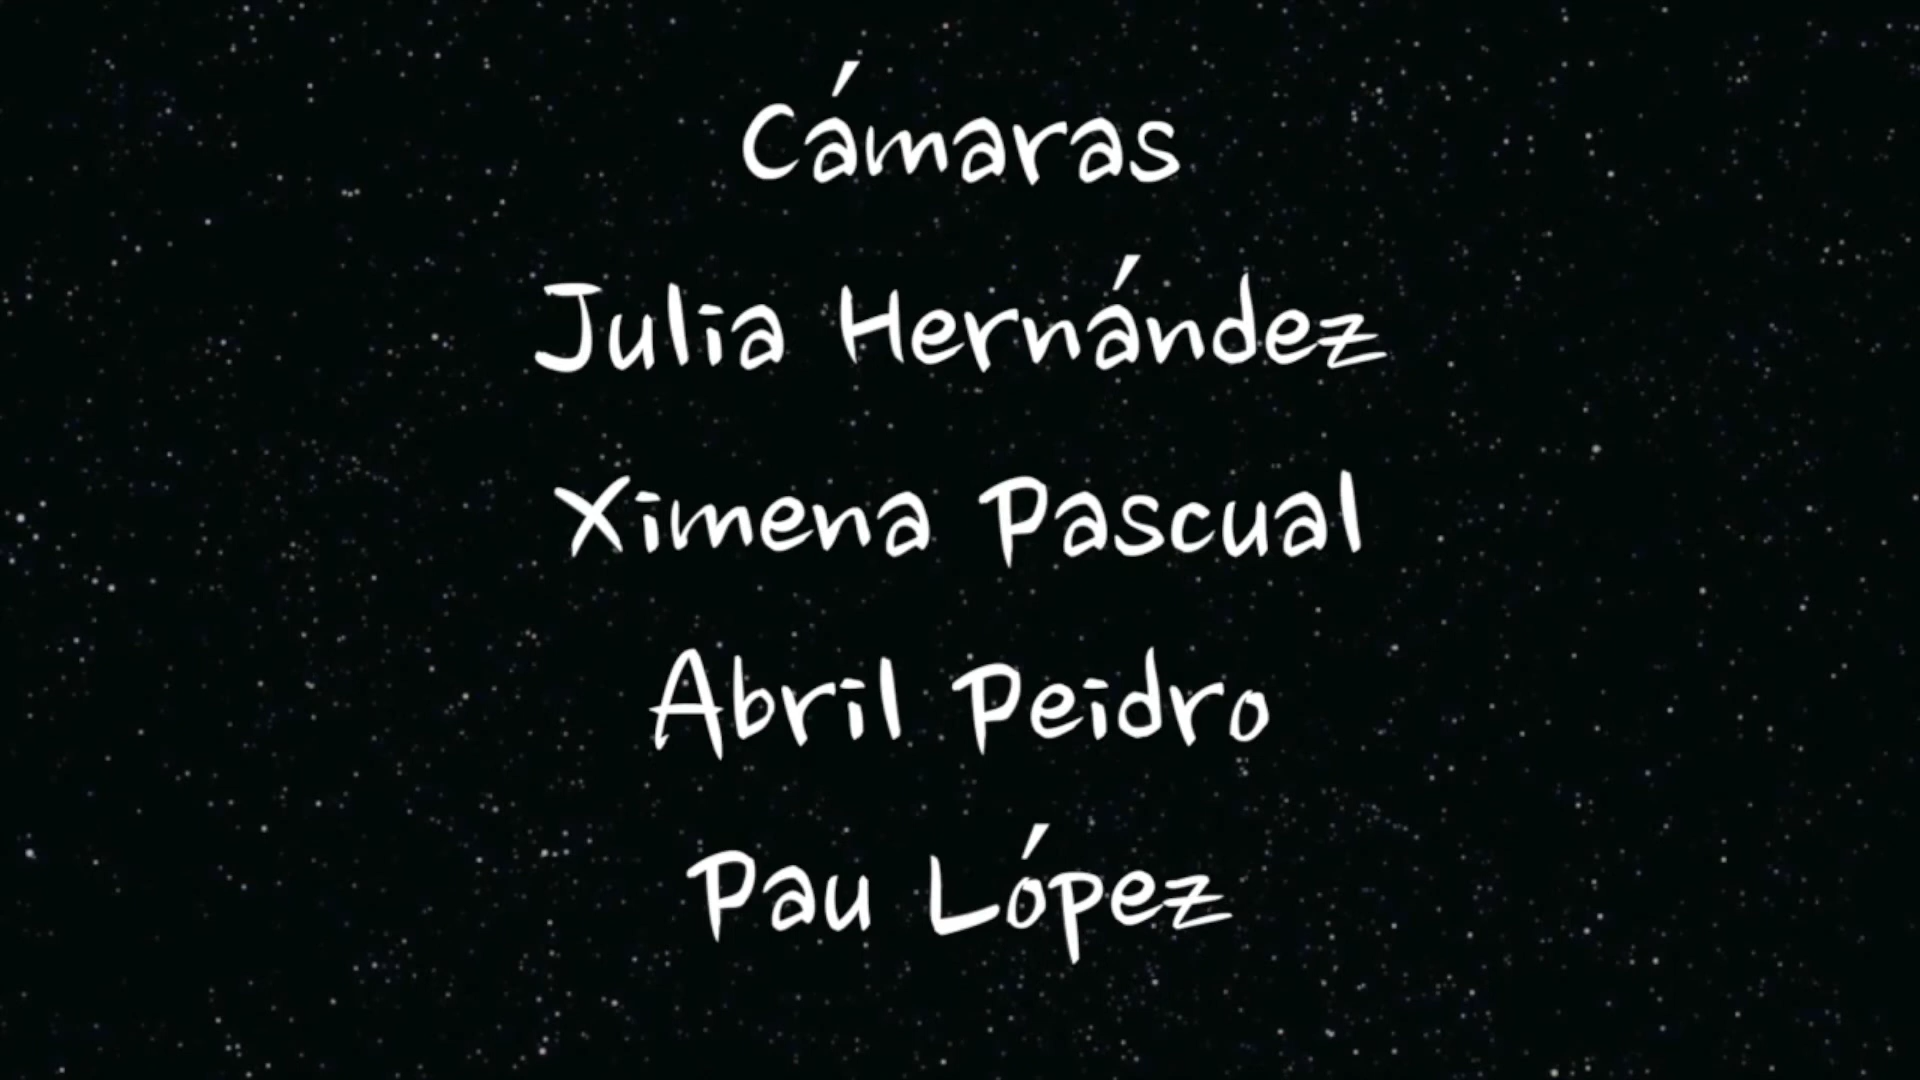 Cámaras
Julia Hernández
Ximena Pascual
Abril Peidro
Pau López